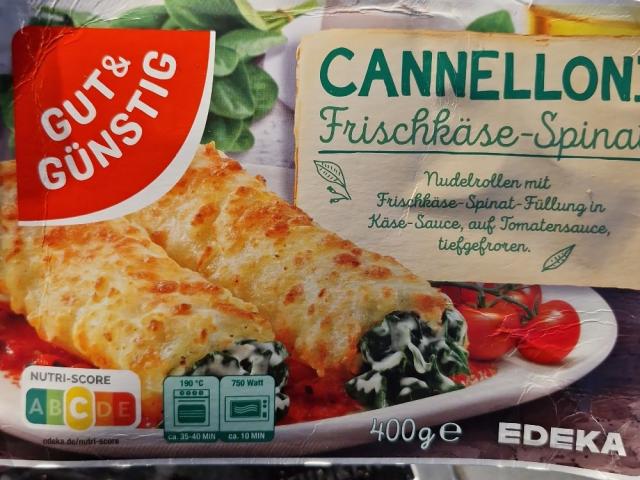 GUT&
GÜNSTIG
CANNELLONI
Frischkäse-Spinat
Nudelrollen mit
Frischkäse-Spinat-Füllung in
Käse-Sauce, auf Tomatensauce,
tiefgefroren.
NUTRI-SCORE
A B C D E
edeka.de/nutri-score
190 °C
ca. 35-40 MIN
750 Watt
ca. 10 MIN
400g e
EDEKA